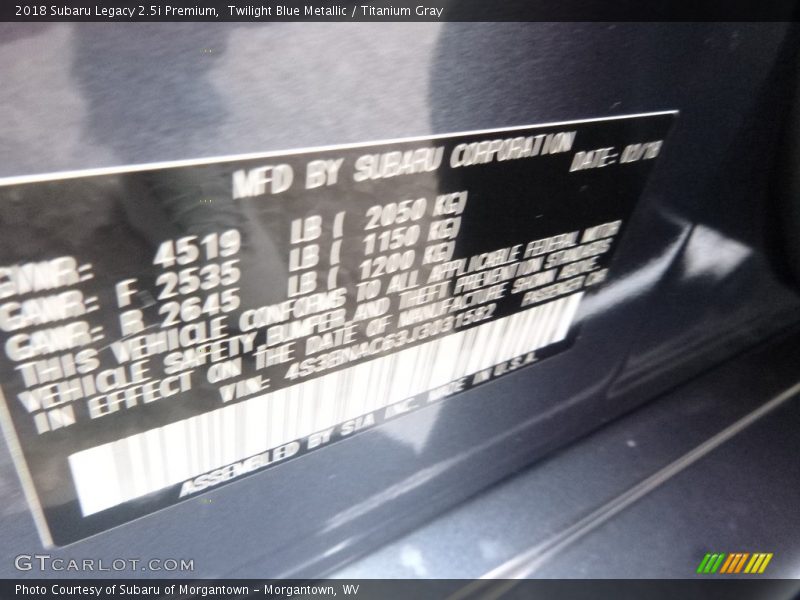 2018 Subaru Legacy 2.5i Premium, Twilight Blue Metallic / Titanium Gray
MFD BY SUBARU CORPORATION
DATE:
GVWR: 4519 LB ( 2050 KG)
GAWR: F 2535 LB ( 1150 KG)
GAWR: R 2645 LB ( 1200 KG)
THIS VEHICLE CONFORMS TO ALL APPLICABLE FEDERAL MOTOR
VEHICLE SAFETY BUMPER AND THEFT PREVENTION STANDARDS
IN EFFECT ON THE DATE OF MANUFACTURE SHOWN ABOVE.
VIN:
ASSEMBLED BY SIA INC. MADE IN U.S.A.
GTCARLOT.COM
Photo Courtesy of Subaru of Morgantown - Morgantown, WV